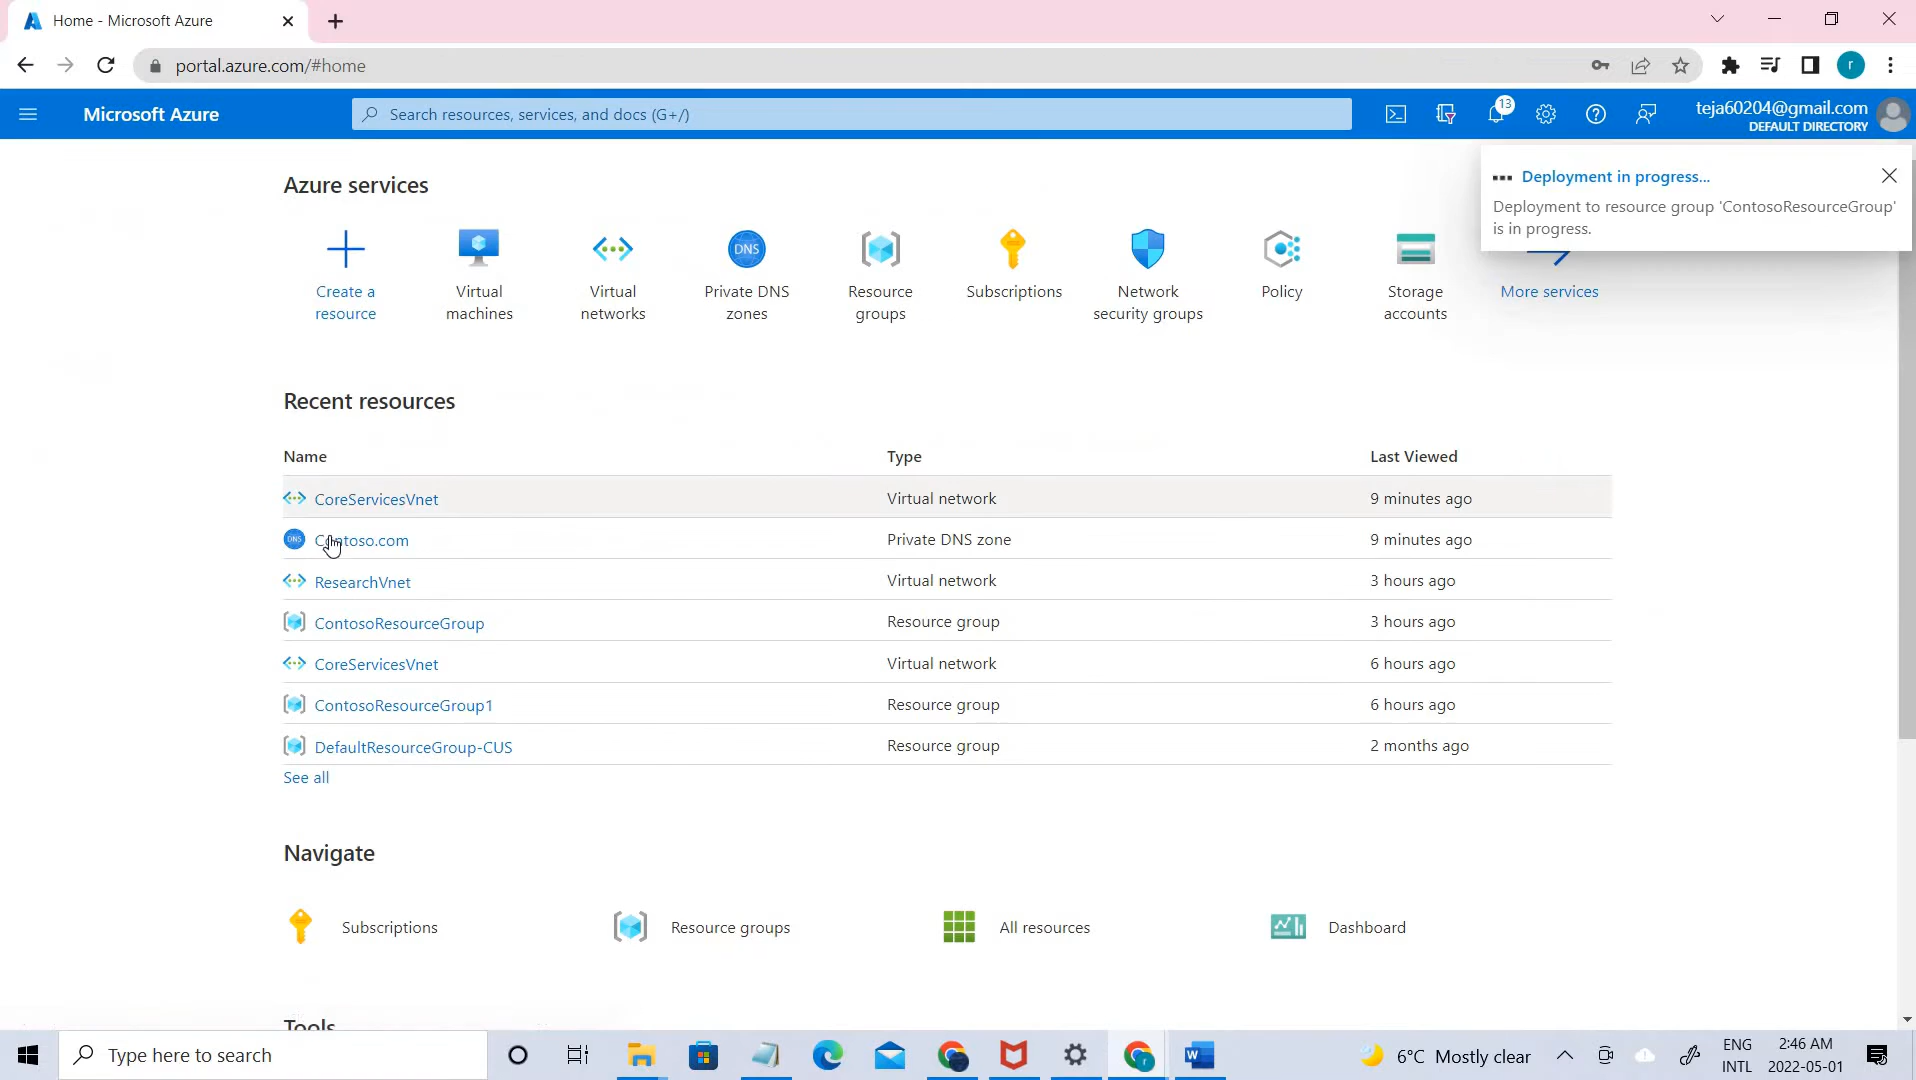 Home - Microsoft Azure
portal.azure.com/#home
r
Microsoft Azure
Search resources, services, and docs (G+/)
13
teja60204@gmail.com
DEFAULT DIRECTORY
Deployment in progress...
Deployment to resource group 'ContosoResourceGroup'
is in progress.
Azure services
Create a
resource
Virtual
machines
Virtual
networks
DNS
Private DNS
zones
Resource
groups
Subscriptions
Network
security groups
Policy
Storage
accounts
More services
Recent resources
Name Type Last Viewed
CoreServicesVnet Virtual network 9 minutes ago
DNS Contoso.com Private DNS zone 9 minutes ago
ResearchVnet Virtual network 3 hours ago
ContosoResourceGroup Resource group 3 hours ago
CoreServicesVnet Virtual network 6 hours ago
ContosoResourceGroup1 Resource group 6 hours ago
DefaultResourceGroup-CUS Resource group 2 months ago
See all
Navigate
Subscriptions Resource groups All resources Dashboard
Tools
Type here to search
W
6°C Mostly clear
ENG
INTL
2:46 AM
2022-05-01